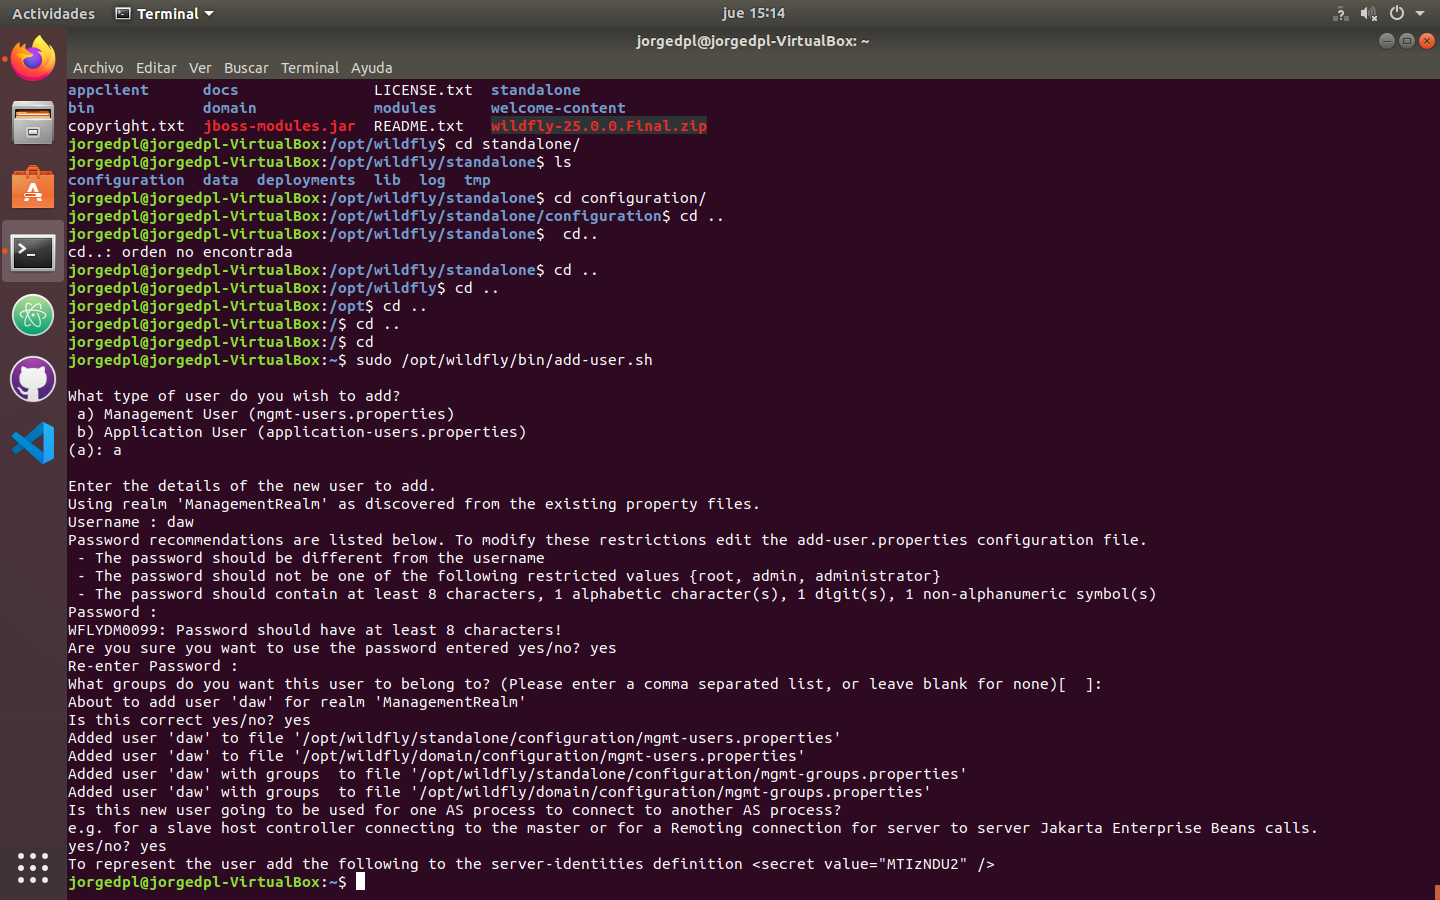 Actividades Terminal jue 15:14
jorgedpl@jorgedpl-VirtualBox: ~
Archivo Editar Ver Buscar Terminal Ayuda
appclient docs LICENSE.txt standalone
bin domain modules welcome-content
copyright.txt jboss-modules.jar README.txt wildfly-25.0.0.Final.zip
jorgedpl@jorgedpl-VirtualBox:/opt/wildfly$ cd standalone/
jorgedpl@jorgedpl-VirtualBox:/opt/wildfly/standalone$ ls
configuration data deployments lib log tmp
jorgedpl@jorgedpl-VirtualBox:/opt/wildfly/standalone$ cd configuration/
jorgedpl@jorgedpl-VirtualBox:/opt/wildfly/standalone/configuration$ cd ..
jorgedpl@jorgedpl-VirtualBox:/opt/wildfly/standalone$  cd..
cd..: orden no encontrada
jorgedpl@jorgedpl-VirtualBox:/opt/wildfly/standalone$ cd ..
jorgedpl@jorgedpl-VirtualBox:/opt/wildfly$ cd ..
jorgedpl@jorgedpl-VirtualBox:/opt$ cd ..
jorgedpl@jorgedpl-VirtualBox:/$ cd ..
jorgedpl@jorgedpl-VirtualBox:/$ cd
jorgedpl@jorgedpl-VirtualBox:~$ sudo /opt/wildfly/bin/add-user.sh
What type of user do you wish to add?
a) Management User (mgmt-users.properties)
b) Application User (application-users.properties)
(a): a
Enter the details of the new user to add.
Using realm 'ManagementRealm' as discovered from the existing property files.
Username : daw
Password recommendations are listed below. To modify these restrictions edit the add-user.properties configuration file.
- The password should be different from the username
- The password should not be one of the following restricted values {root, admin, administrator}
- The password should contain at least 8 characters, 1 alphabetic character(s), 1 digit(s), 1 non-alphanumeric symbol(s)
Password :
WFLYDM0099: Password should have at least 8 characters!
Are you sure you want to use the password entered yes/no? yes
Re-enter Password :
What groups do you want this user to belong to? (Please enter a comma separated list, or leave blank for none)[  ]:
About to add user 'daw' for realm 'ManagementRealm'
Is this correct yes/no? yes
Added user 'daw' to file '/opt/wildfly/standalone/configuration/mgmt-users.properties'
Added user 'daw' to file '/opt/wildfly/domain/configuration/mgmt-users.properties'
Added user 'daw' with groups  to file '/opt/wildfly/standalone/configuration/mgmt-groups.properties'
Added user 'daw' with groups  to file '/opt/wildfly/domain/configuration/mgmt-groups.properties'
Is this new user going to be used for one AS process to connect to another AS process?
e.g. for a slave host controller connecting to the master or for a Remoting connection for server to server Jakarta Enterprise Beans calls.
yes/no? yes
To represent the user add the following to the server-identities definition <secret value="MTIzNDU2" />
jorgedpl@jorgedpl-VirtualBox:~$